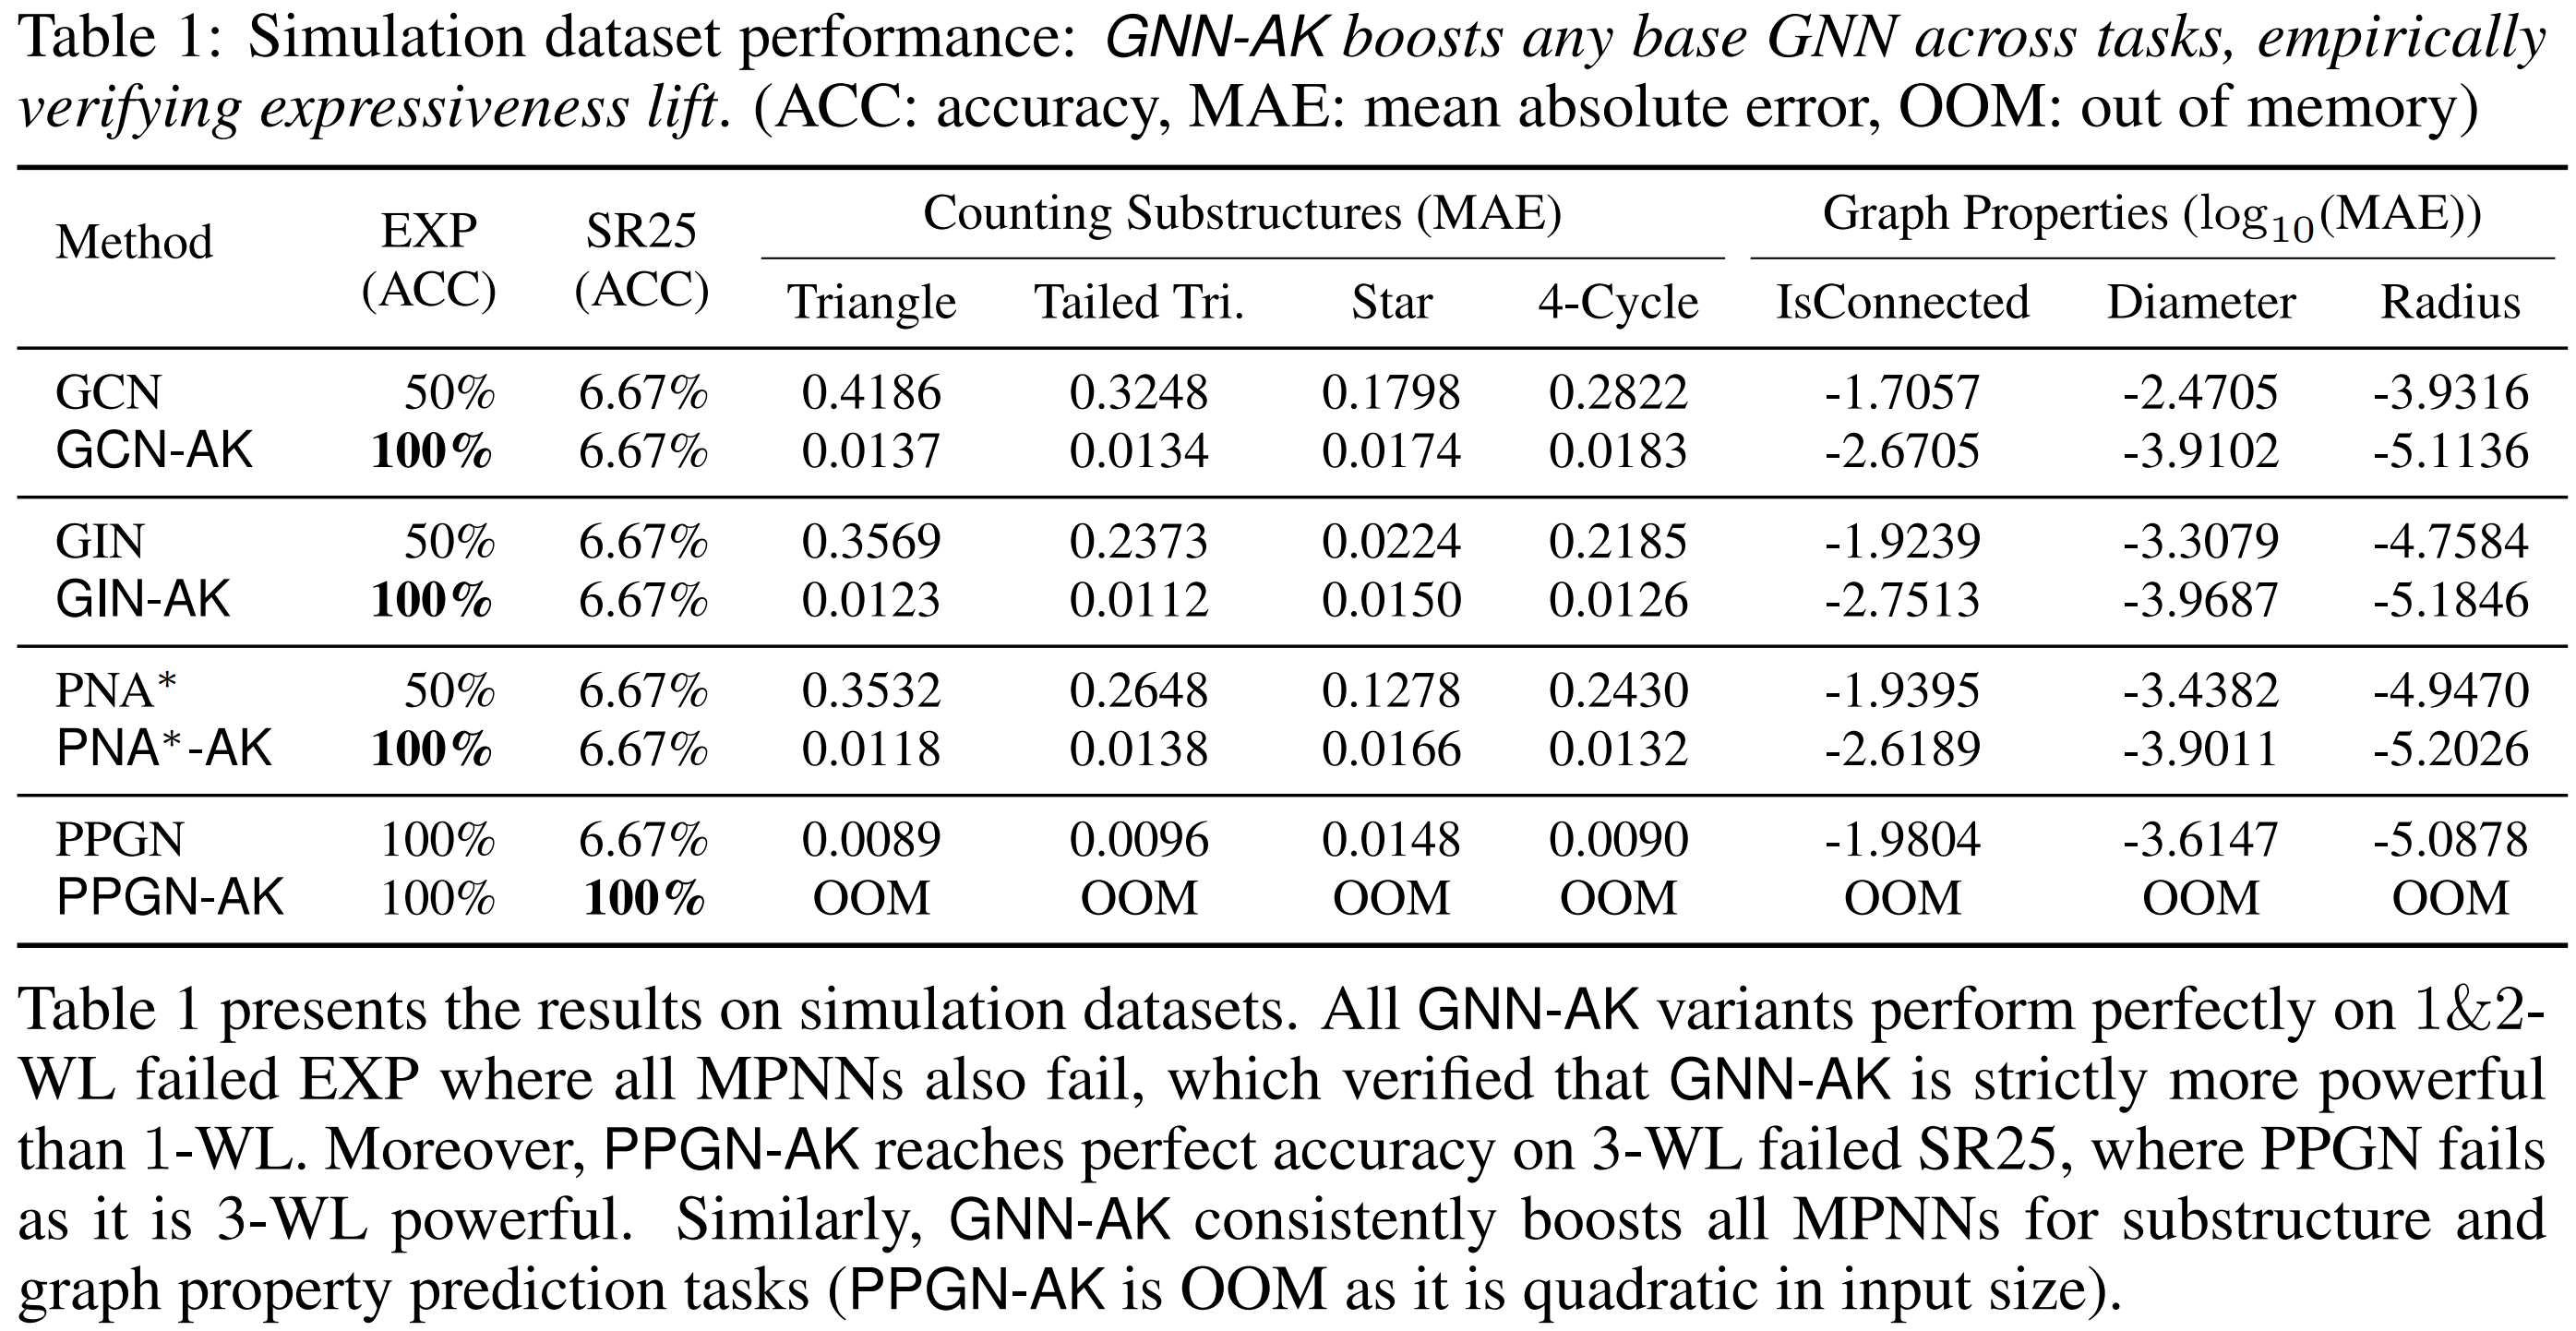 Table 1: Simulation dataset performance: GNN-AK boosts any base GNN across tasks, empirically
verifying expressiveness lift. (ACC: accuracy, MAE: mean absolute error, OOM: out of memory)
Method EXP (ACC) SR25 (ACC) Counting Substructures (MAE) Graph Properties (log₁₀(MAE))
Triangle Tailed Tri. Star 4-Cycle IsConnected Diameter Radius
GCN 50% 6.67% 0.4186 0.3248 0.1798 0.2822 -1.7057 -2.4705 -3.9316
GCN-AK 100% 6.67% 0.0137 0.0134 0.0174 0.0183 -2.6705 -3.9102 -5.1136
GIN 50% 6.67% 0.3569 0.2373 0.0224 0.2185 -1.9239 -3.3079 -4.7584
GIN-AK 100% 6.67% 0.0123 0.0112 0.0150 0.0126 -2.7513 -3.9687 -5.1846
PNA* 50% 6.67% 0.3532 0.2648 0.1278 0.2430 -1.9395 -3.4382 -4.9470
PNA*-AK 100% 6.67% 0.0118 0.0138 0.0166 0.0132 -2.6189 -3.9011 -5.2026
PPGN 100% 6.67% 0.0089 0.0096 0.0148 0.0090 -1.9804 -3.6147 -5.0878
PPGN-AK 100% 100% OOM OOM OOM OOM OOM OOM OOM
Table 1 presents the results on simulation datasets. All GNN-AK variants perform perfectly on 1&2-
WL failed EXP where all MPNNs also fail, which verified that GNN-AK is strictly more powerful
than 1-WL. Moreover, PPGN-AK reaches perfect accuracy on 3-WL failed SR25, where PPGN fails
as it is 3-WL powerful. Similarly, GNN-AK consistently boosts all MPNNs for substructure and
graph property prediction tasks (PPGN-AK is OOM as it is quadratic in input size).